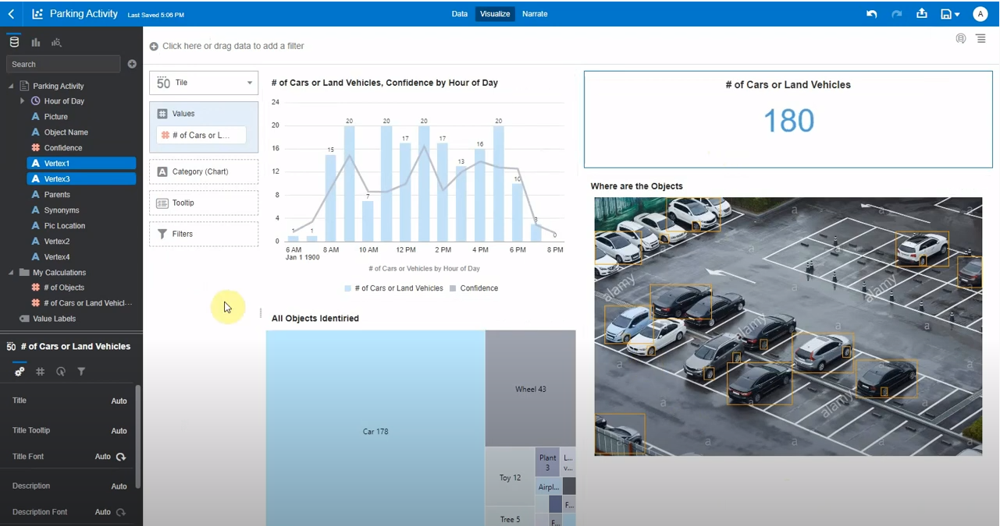 Parking Activity Last Saved 5:06 PM
Data Visualize Narrate
A
Search
Parking Activity
Hour of Day
A Picture
A Object Name
Confidence
A Vertex1
A Vertex3
A Parents
A Synonyms
A Pic Location
A Vertex2
A Vertex4
My Calculations
# of Objects
# of Cars or Land Vehicl...
Value Labels
50 # of Cars or Land Vehicles
Title Auto
Title Tooltip Auto
Title Font Auto
Description Auto
Description Font Auto
Click here or drag data to add a filter
50 Tile
# Values
# # of Cars or L...
A Category (Chart)
Tooltip
Filters
# of Cars or Land Vehicles, Confidence by Hour of Day
24
20
16
12
8
4
0
1 1 15 20 7 20 17 20 17 13 16 20 10 3 0
6 AM 8 AM 10 AM 12 PM 2 PM 4 PM 6 PM 8 PM
Jan 1 1900
# of Cars or Vehicles by Hour of Day
# of Cars or Land Vehicles Confidence
All Objects Identiried
Car 178
Wheel 43
Toy 12
Tree 5
Plant
3
L...
v...
Airpl...
F...
F...
# of Cars or Land Vehicles
180
Where are the Objects
alamy
alamy
alamy
alamy
a
a
a
a
a
a
a
a
a
a
a